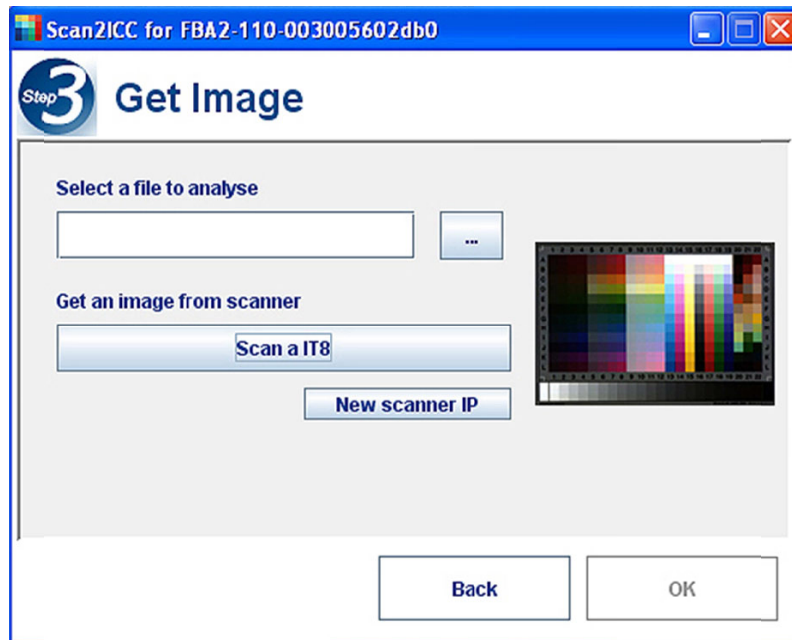 Scan2ICC for FBA2-110-003005602db0
Step 3
Get Image
Select a file to analyse
...
Get an image from scanner
Scan a IT8
New scanner IP
Back
OK